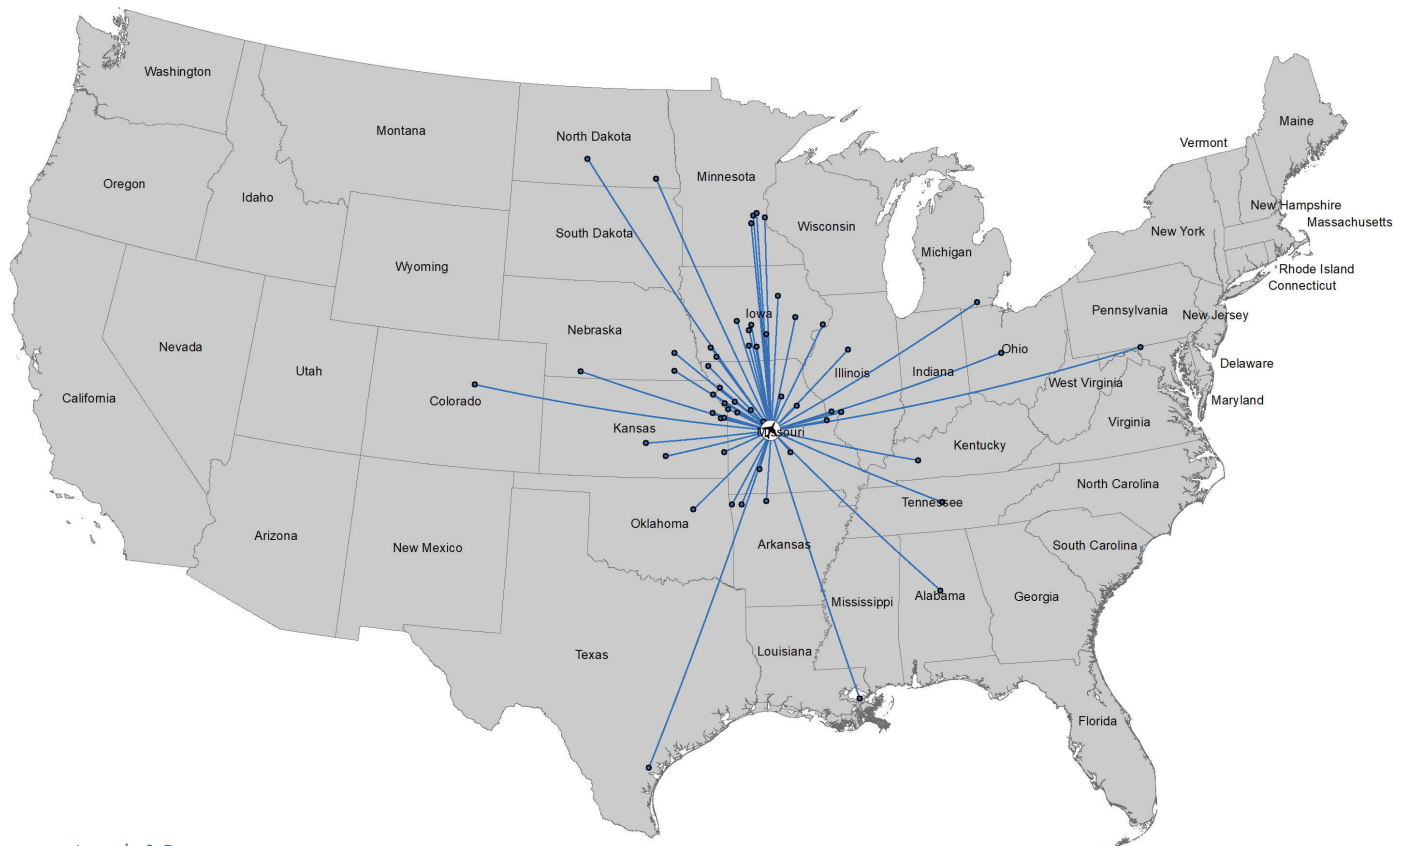 Washington
Montana
North Dakota
Minnesota
Maine
Vermont
Oregon
Idaho
South Dakota
Wisconsin
Michigan
New York
New Hampshire
Massachusetts
Wyoming
Rhode Island
Connecticut
Nebraska
Iowa
Pennsylvania
New Jersey
Nevada
Utah
Colorado
Illinois
Indiana
Ohio
West Virginia
Delaware
Maryland
California
Kansas
Missouri
Kentucky
Virginia
Arizona
New Mexico
Oklahoma
Arkansas
Tennessee
North Carolina
South Carolina
Texas
Louisiana
Mississippi
Alabama
Georgia
Florida